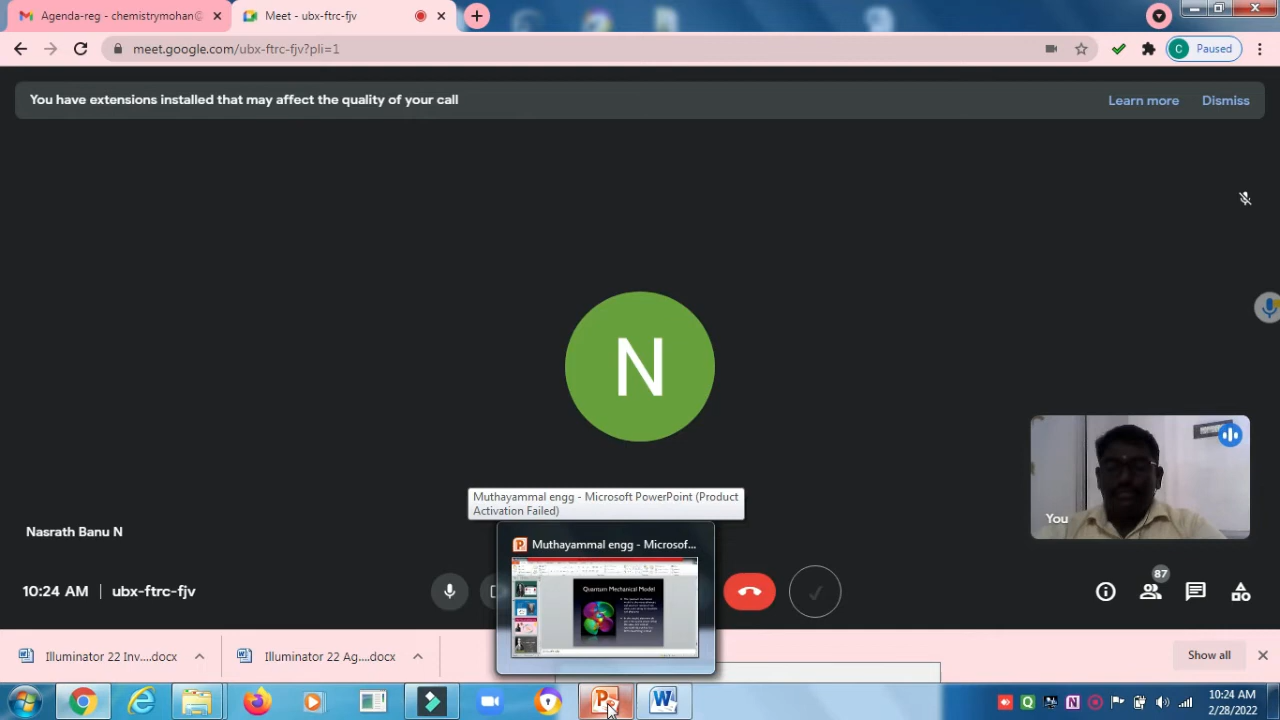 Agenda-reg - chemistrymohan@
Meet - ubx-ftrc-fjv
meet.google.com/ubx-ftrc-fjv?pli=1
C Paused
You have extensions installed that may affect the quality of your call
Learn more Dismiss
N
You
Nasrath Banu N
Muthayammal engg - Microsoft PowerPoint (Product
Activation Failed)
Muthayammal engg - Microsof...
Quantum Mechanical Model
87
10:24 AM | ubx-ftrc-fjv
Illuminator 22 Inv....docx
Illuminator 22 Ag....docx
Show all
10:24 AM
2/28/2022